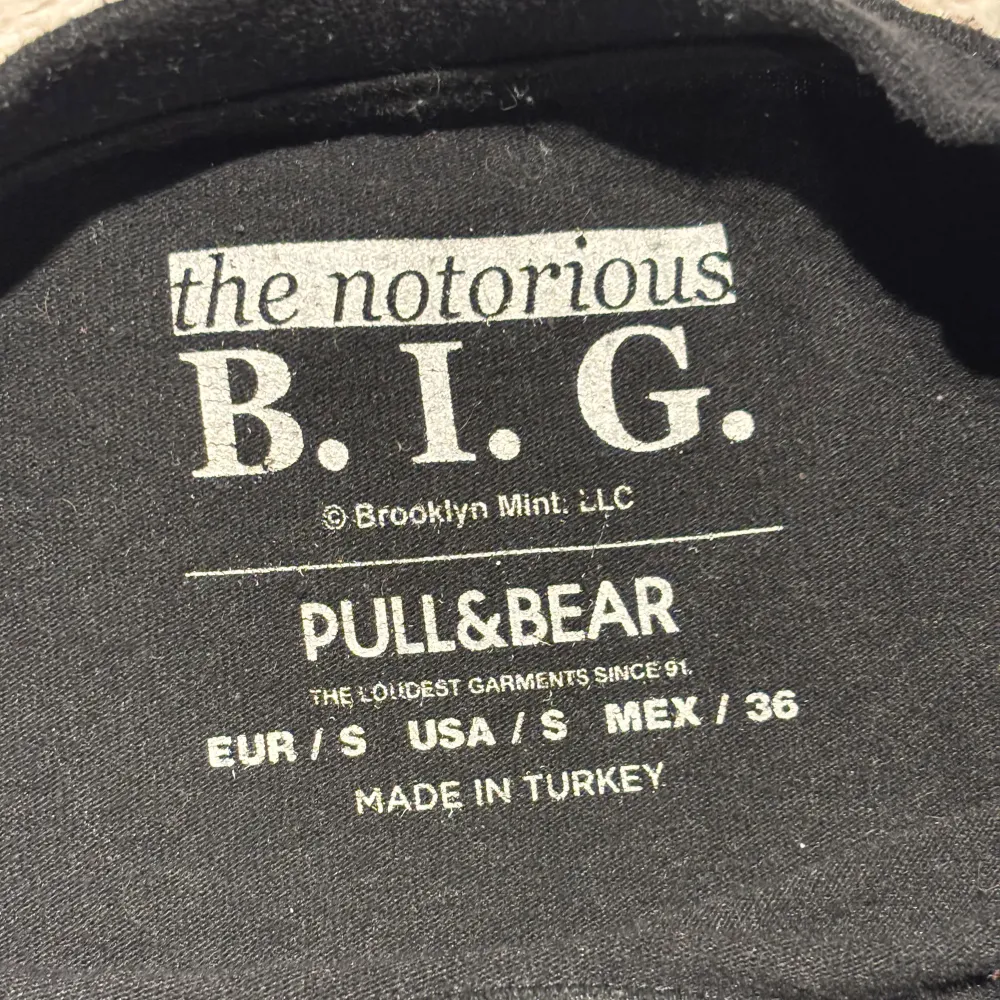 the notorious
B. I. G.
© Brooklyn Mint. LLC
PULL&BEAR
THE LOUDEST GARMENTS SINCE 91.
EUR / S USA / S MEX / 36
MADE IN TURKEY